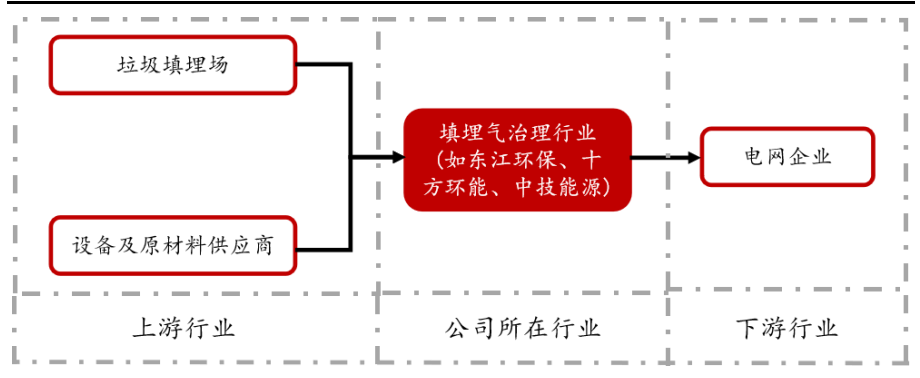 垃圾填埋场
填埋气治理行业
(如东江环保、十
方环能、中技能源)
电网企业
设备及原材料供应商
上游行业
公司所在行业
下游行业